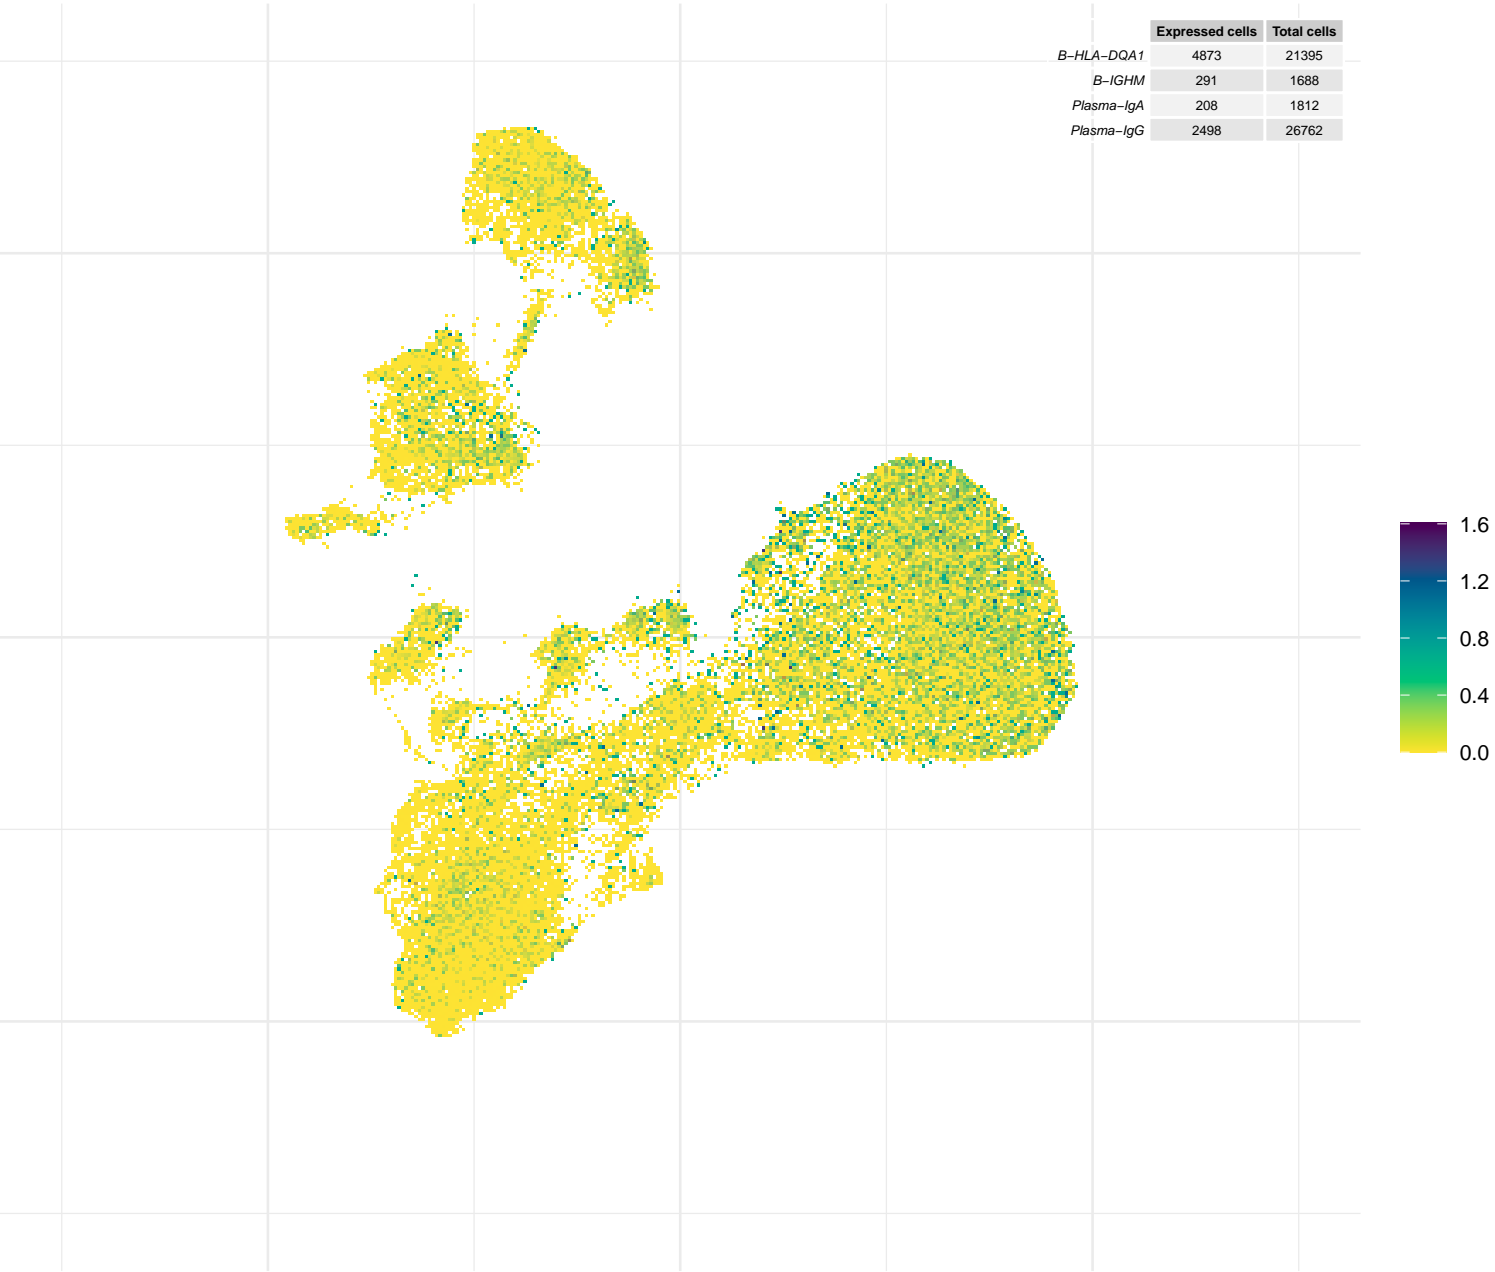 Expressed cells Total cells
B−HLA−DQA1 4873 21395
B−IGHM 291 1688
Plasma−IgA 208 1812
Plasma−IgG 2498 26762
1.6
1.2
0.8
0.4
0.0